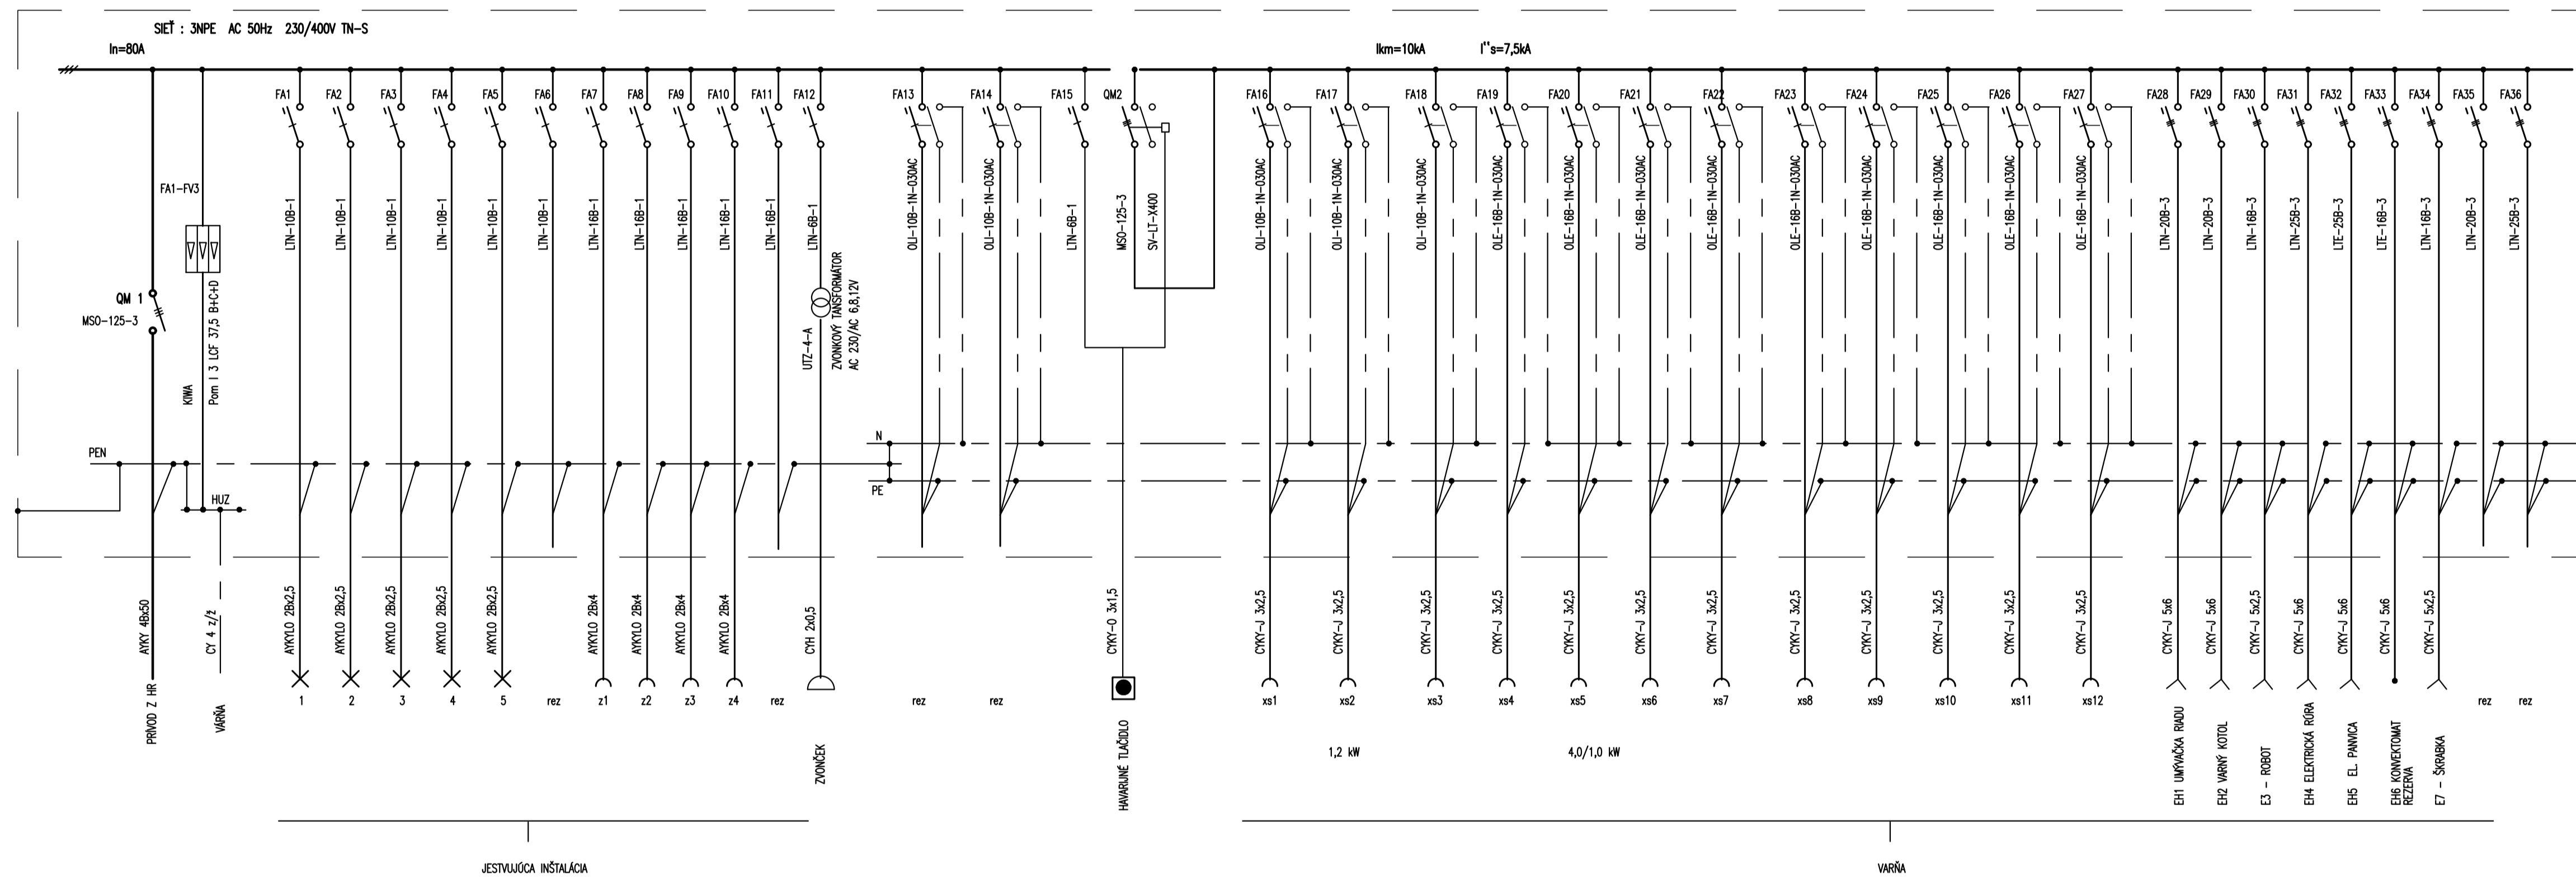 SIEŤ : 3NPE AC 50Hz 230/400V TN-S
In=80A
Ikm=10kA I''s=7,5kA
FA1 FA2 FA3 FA4 FA5 FA6 FA7 FA8 FA9 FA10 FA11 FA12 FA13 FA14 FA15 QM2 FA16 FA17 FA18 FA19 FA20 FA21 FA22 FA23 FA24 FA25 FA26 FA27 FA28 FA29 FA30 FA31 FA32 FA33 FA34 FA35 FA36
FA1-FV3
LTN-10B-1
LTN-10B-1
LTN-10B-1
LTN-10B-1
LTN-10B-1
LTN-10B-1
LTN-16B-1
LTN-16B-1
LTN-16B-1
LTN-16B-1
LTN-16B-1
LTN-6B-1
OLI-10B-1N-030AC
OLI-10B-1N-030AC
LTN-6B-1
MSO-125-3
SV-LT-X400
OLI-10B-1N-030AC
OLI-10B-1N-030AC
OLI-10B-1N-030AC
OLE-16B-1N-030AC
OLE-16B-1N-030AC
OLE-16B-1N-030AC
OLE-16B-1N-030AC
OLE-16B-1N-030AC
OLE-16B-1N-030AC
OLE-16B-1N-030AC
OLE-16B-1N-030AC
OLE-16B-1N-030AC
LTN-20B-3
LTN-20B-3
LTN-16B-3
LTN-25B-3
LTE-25B-3
LTE-16B-3
LTN-16B-3
LTN-20B-3
LTN-25B-3
QM 1
MSO-125-3
KIWA
Pom I 3 LCF 37,5 B+C+D
UTZ-4-A
ZVONKOVÝ TANSFORMÁTOR
AC 230/AC 6,8,12V
N
PEN
PE
HUZ
AYKY 4Bx50
CY 4 z/ž
AYKYLO 2Bx2,5
AYKYLO 2Bx2,5
AYKYLO 2Bx2,5
AYKYLO 2Bx2,5
AYKYLO 2Bx2,5
AYKYLO 2Bx4
AYKYLO 2Bx4
AYKYLO 2Bx4
AYKYLO 2Bx4
CYH 2x0,5
CYKY-O 3x1,5
CYKY-J 3x2,5
CYKY-J 3x2,5
CYKY-J 3x2,5
CYKY-J 3x2,5
CYKY-J 3x2,5
CYKY-J 3x2,5
CYKY-J 3x2,5
CYKY-J 3x2,5
CYKY-J 3x2,5
CYKY-J 3x2,5
CYKY-J 3x2,5
CYKY-J 3x2,5
CYKY-J 5x6
CYKY-J 5x6
CYKY-J 5x2,5
CYKY-J 5x6
CYKY-J 5x6
CYKY-J 5x6
CYKY-J 5x2,5
PRÍVOD Z HR
VÁRŇA
1 2 3 4 5 rez z1 z2 z3 z4 rez rez rez xs1 xs2 xs3 xs4 xs5 xs6 xs7 xs8 xs9 xs10 xs11 xs12 rez rez
ZVONČEK
HAVARIJNÉ TLAČIDLO
1,2 kW
4,0/1,0 kW
EH1 UMÝVAČKA RIADU
EH2 VARNÝ KOTOL
E3 - ROBOT
EH4 ELEKTRICKÁ RÚRA
EH5 EL. PANVICA
EH6 KONVEKTOMAT
REZERVA
E7 - ŠKRABKA
JESTVUJÚCA INŠTALÁCIA
VARŇA